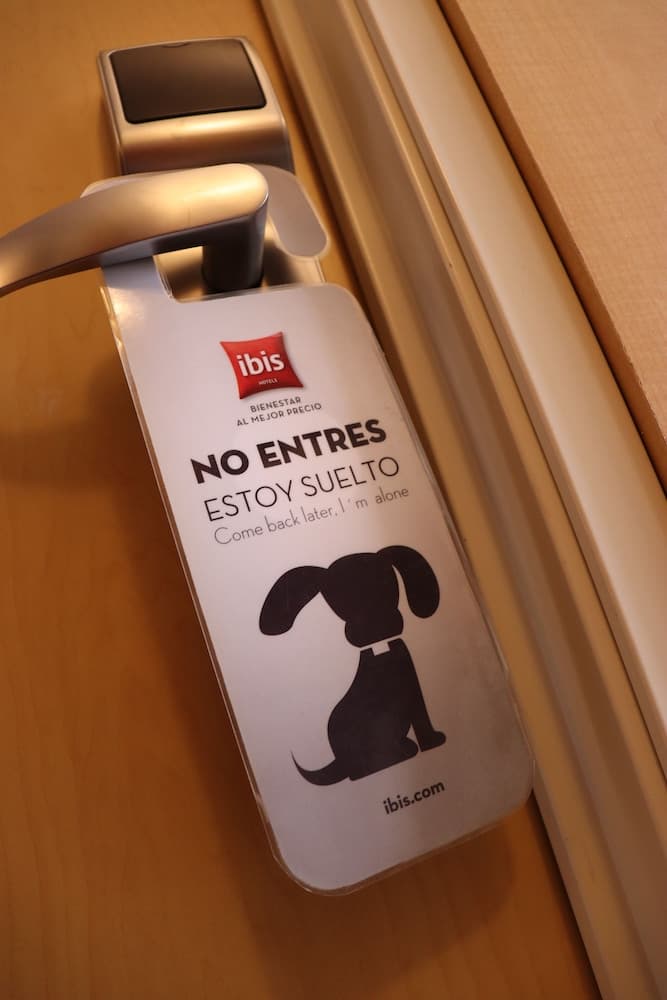 ibis
HOTELS
BIENESTAR
AL MEJOR PRECIO
NO ENTRES
ESTOY SUELTO
Come back later, I´m alone
ibis.com